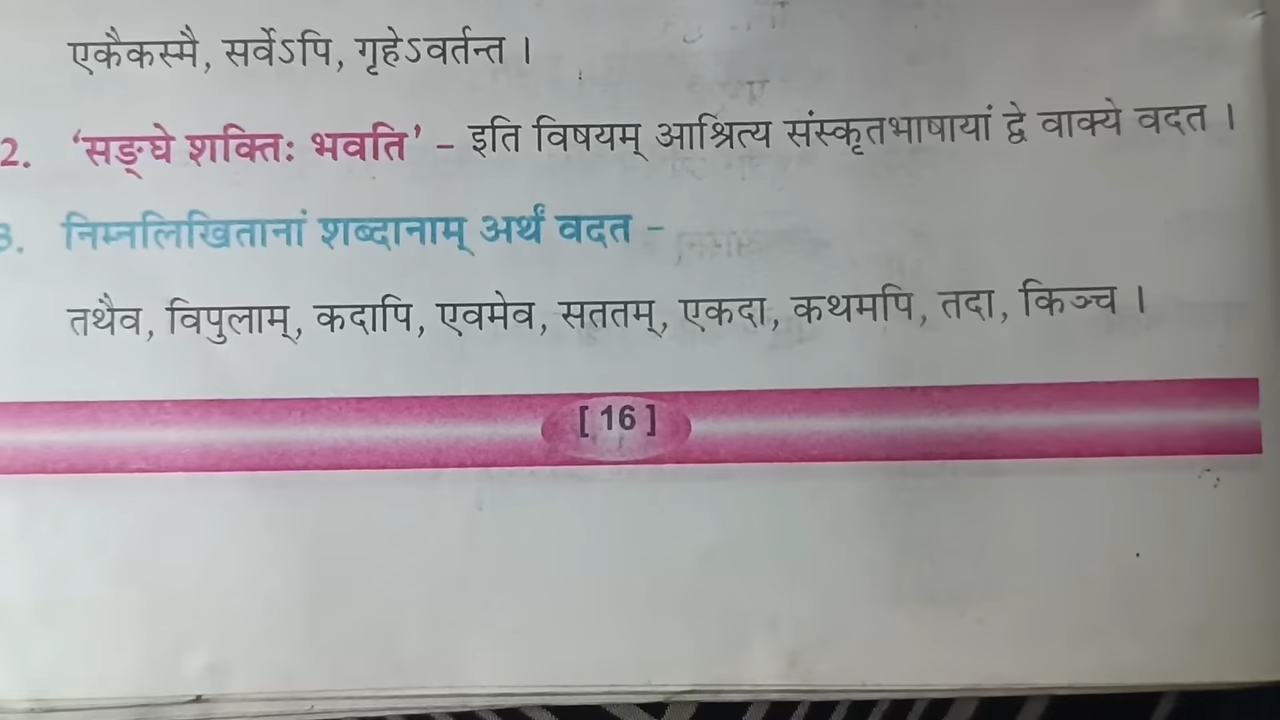 एकैकस्मै, सर्वेऽपि, गृहेऽवर्तन्त ।
2. ‘सङ्घे शक्तिः भवति’ – इति विषयम् आश्रित्य संस्कृतभाषायां द्वे वाक्ये वदत ।
3. निम्नलिखितानां शब्दानाम् अर्थं वदत –
तथैव, विपुलाम्, कदापि, एवमेव, सततम्, एकदा, कथमपि, तदा, किञ्च ।
[ 16 ]